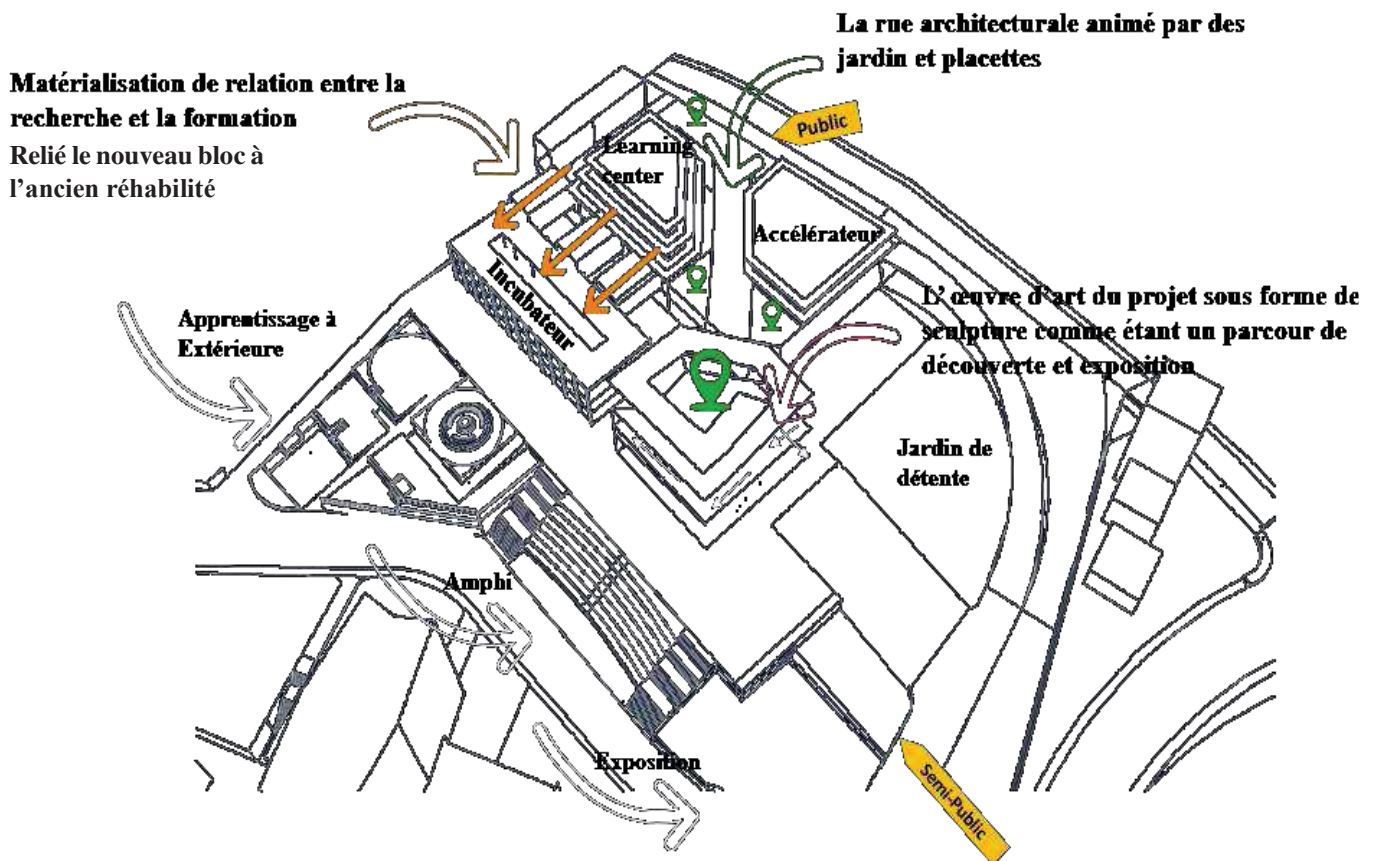 La rue architecturale animé par des
jardin et placettes
Matérialisation de relation entre la
recherche et la formation
Relié le nouveau bloc à
l'ancien réhabilité
Public
Learning
center
Accélérateur
Incubateur
L'œuvre d'art du projet sous forme de
sculpture comme étant un parcour de
découverte et exposition
Apprentissage à
Extérieure
Jardin de
détente
Amphi
Exposition
Semi-Public